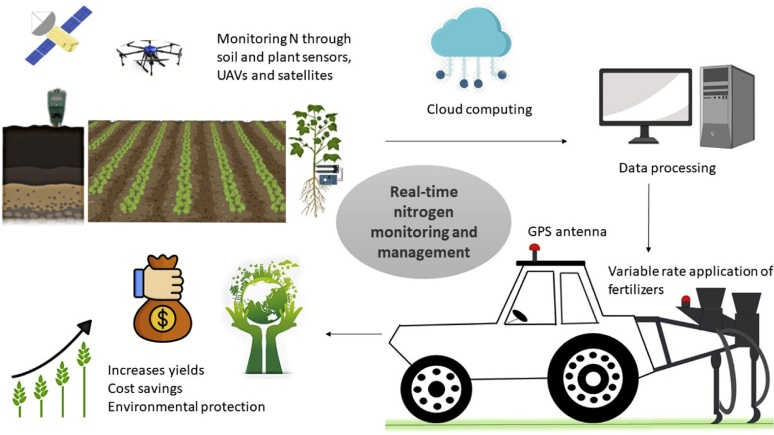 Monitoring N through
soil and plant sensors,
UAVs and satellites
Cloud computing
Data processing
Real-time
nitrogen
monitoring and
management
GPS antenna
Variable rate application of
fertilizers
$
Increases yields
Cost savings
Environmental protection